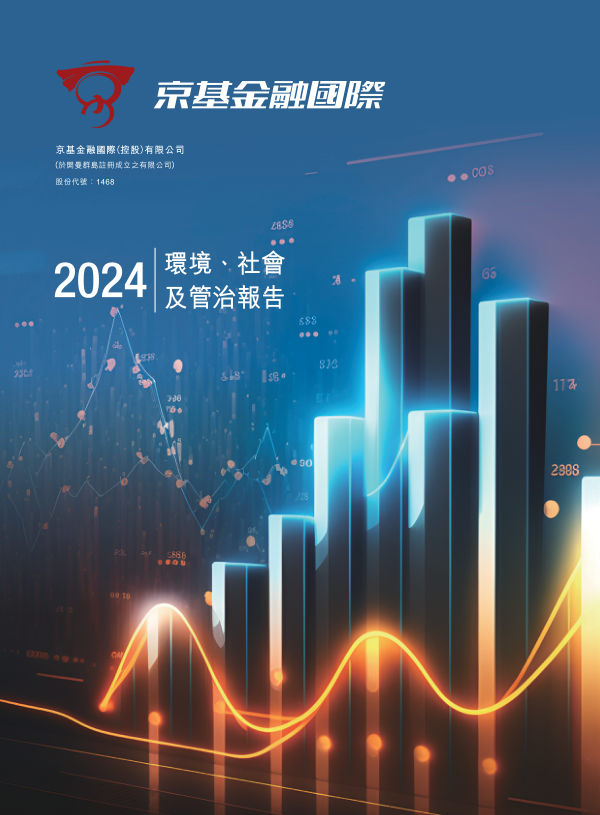 京基金融國際
京基金融國際(控股)有限公司
(於開曼群島註冊成立之有限公司)
股份代號：1468
2024
環境、社會
及管治報告